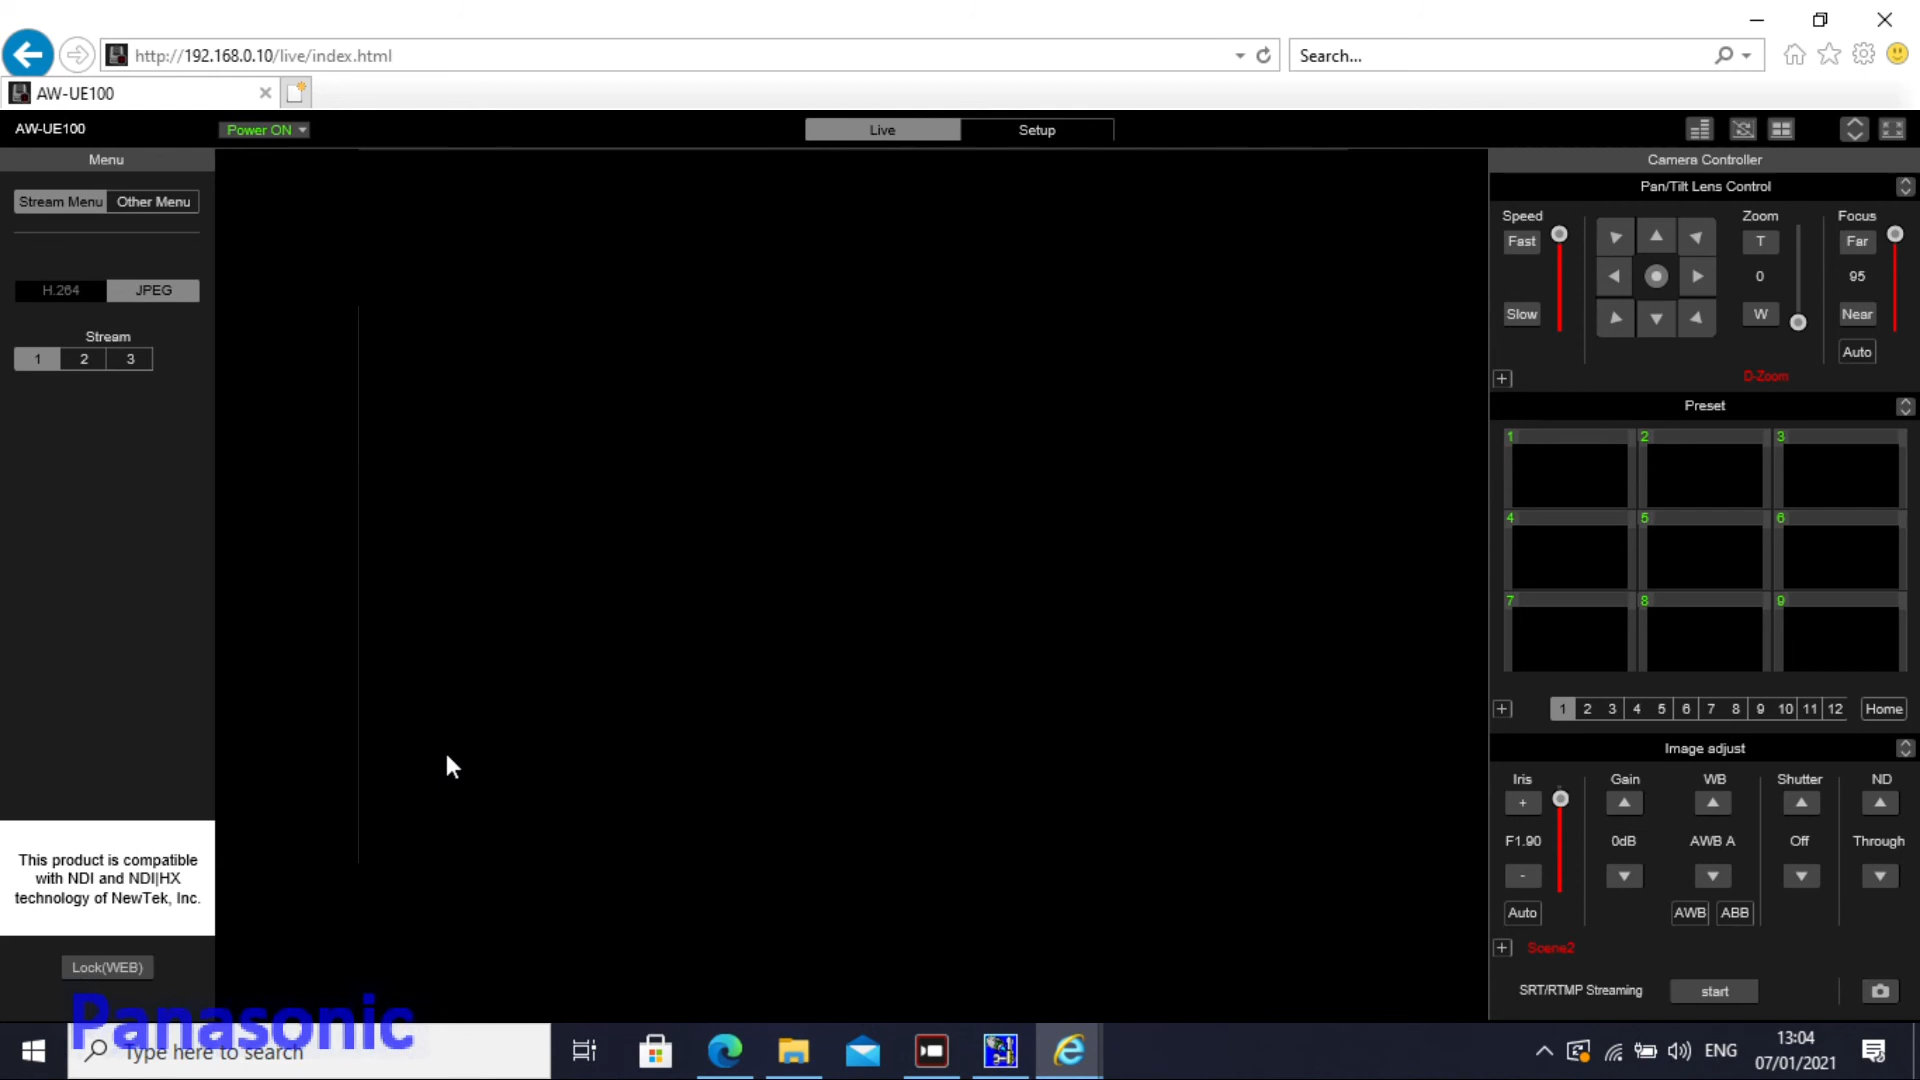 http://192.168.0.10/live/index.html
Search...
AW-UE100
AW-UE100
Power ON
Live
Setup
Menu
Stream Menu
Other Menu
H.264
JPEG
Stream
1 2 3
This product is compatible
with NDI and NDI|HX
technology of NewTek, Inc.
Lock(WEB)
Camera Controller
Pan/Tilt Lens Control
Speed
Zoom
Focus
Fast
T
Far
0
95
Slow
W
Near
Auto
D-Zoom
Preset
1 2 3
4 5 6
7 8 9
1 2 3 4 5 6 7 8 9 10 11 12
Home
Image adjust
Iris
Gain
WB
Shutter
ND
+
F1.90
0dB
AWB A
Off
Through
-
Auto
AWB
ABB
Scene2
SRT/RTMP Streaming
start
Panasonic
Type here to search
ENG
13:04
07/01/2021